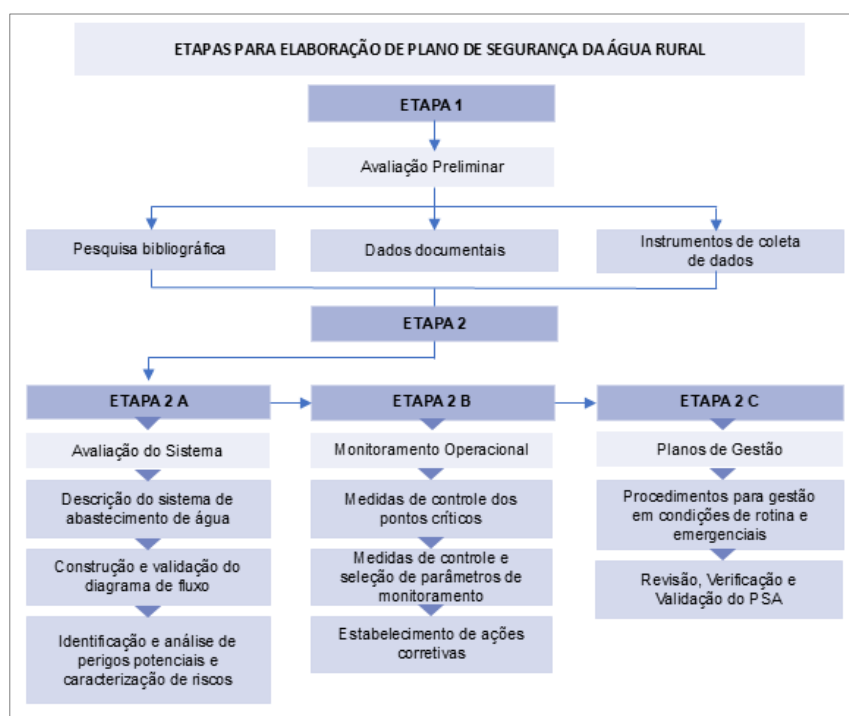 ETAPAS PARA ELABORAÇÃO DE PLANO DE SEGURANÇA DA ÁGUA RURAL
ETAPA 1
Avaliação Preliminar
Pesquisa bibliográfica
Dados documentais
Instrumentos de coleta
de dados
ETAPA 2
ETAPA 2 A
ETAPA 2 B
ETAPA 2 C
Avaliação do Sistema
Monitoramento Operacional
Planos de Gestão
Descrição do sistema de
abastecimento de água
Medidas de controle dos
pontos críticos
Procedimentos para gestão
em condições de rotina e
emergenciais
Construção e validação do
diagrama de fluxo
Medidas de controle e
seleção de parâmetros de
monitoramento
Revisão, Verificação e
Validação do PSA
Identificação e análise de
perigos potenciais e
caracterização de riscos
Estabelecimento de ações
corretivas